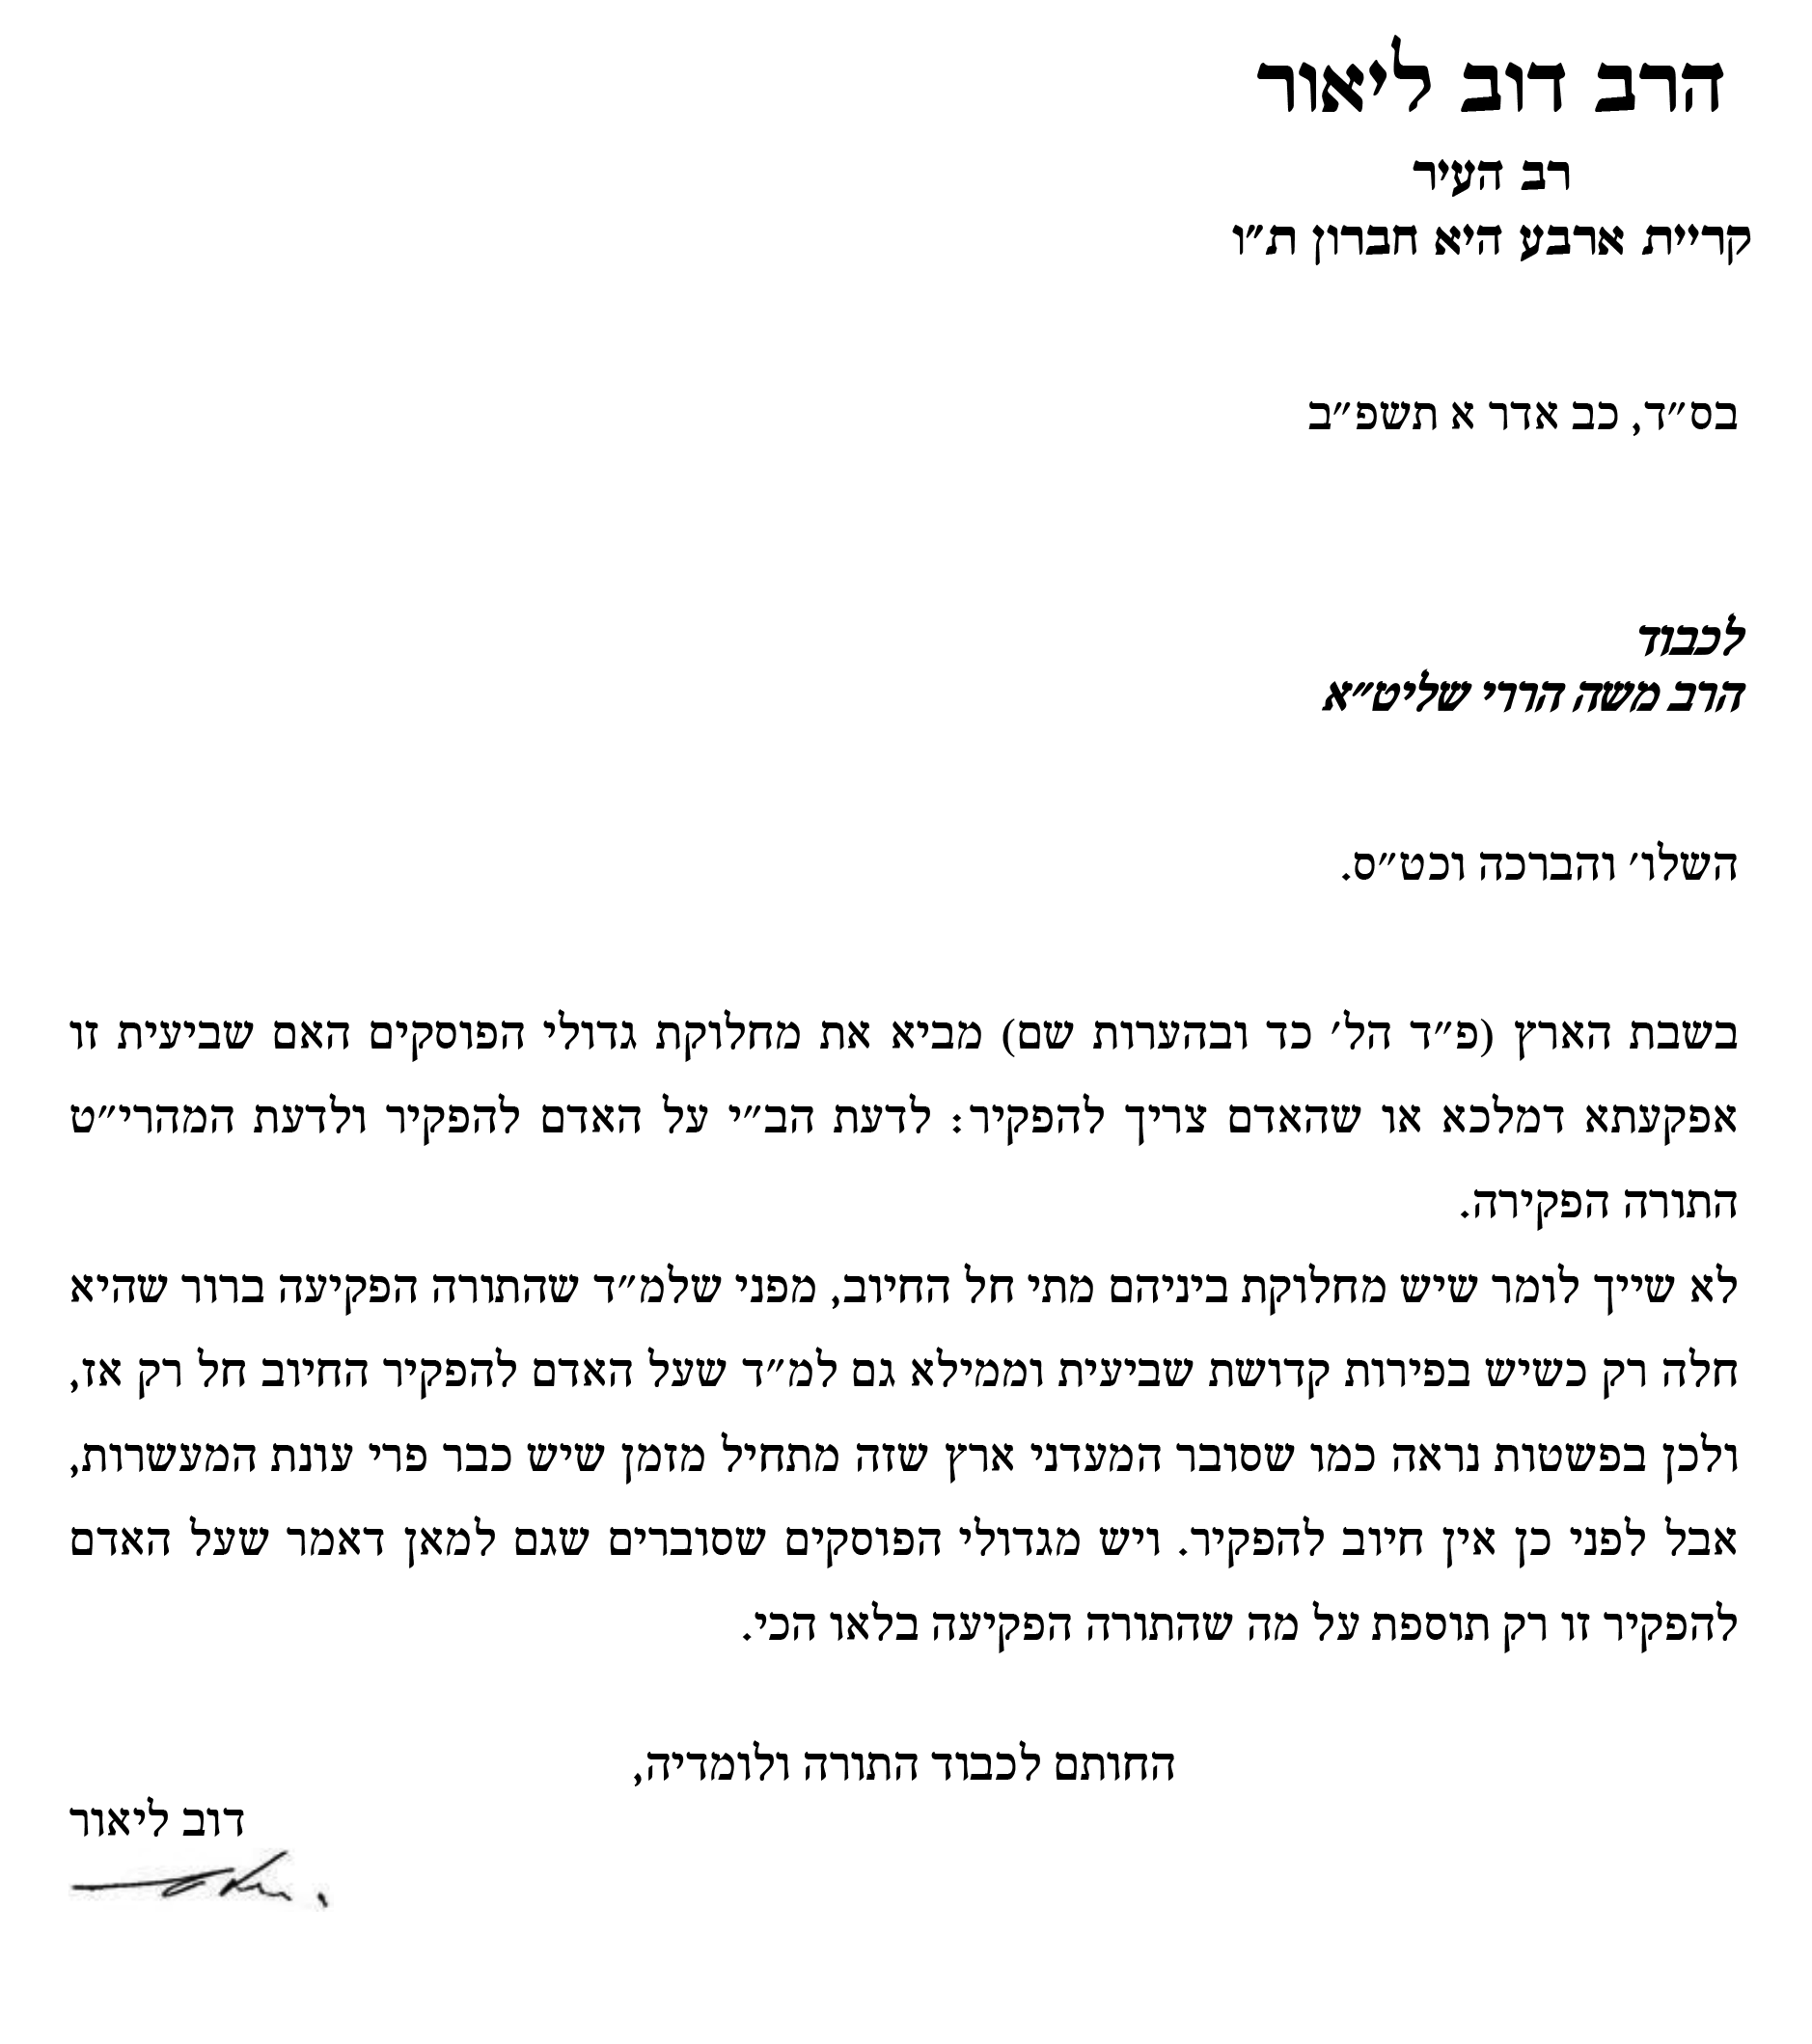 הרב דוב ליאור
רב העיר
קריית ארבע היא חברון ת״ו
בס״ד, כב אדר א תשפ״ב
לכבוד
הרב משה הררי שליט״א
השלו׳ והברכה וכט״ס.
בשבת הארץ (פ״ד הל׳ כד ובהערות שם) מביא את מחלוקת גדולי הפוסקים האם שביעית זו
אפקעתא דמלכא או שהאדם צריך להפקיר: לדעת הב״י על האדם להפקיר ולדעת המהרי״ט
התורה הפקירה.
לא שייך לומר שיש מחלוקת ביניהם מתי חל החיוב, מפני שלמ״ד שהתורה הפקיעה ברור שהיא
חלה רק כשיש בפירות קדושת שביעית וממילא גם למ״ד שעל האדם להפקיר החיוב חל רק אז,
ולכן בפשטות נראה כמו שסובר המעדני ארץ שזה מתחיל מזמן שיש כבר פרי עונת המעשרות,
אבל לפני כן אין חיוב להפקיר. ויש מגדולי הפוסקים שסוברים שגם למאן דאמר שעל האדם
להפקיר זו רק תוספת על מה שהתורה הפקיעה בלאו הכי.
החותם לכבוד התורה ולומדיה,
דוב ליאור